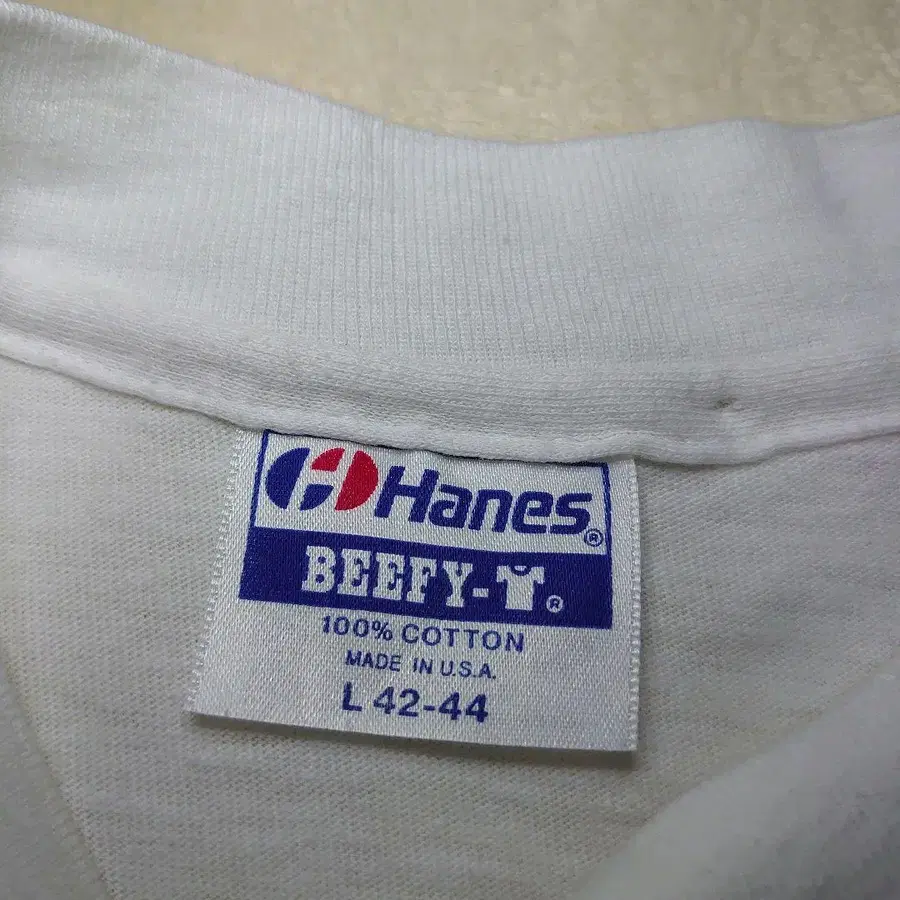 Hanes®
BEEFY-T®
100% COTTON
MADE IN U.S.A.
L 42-44